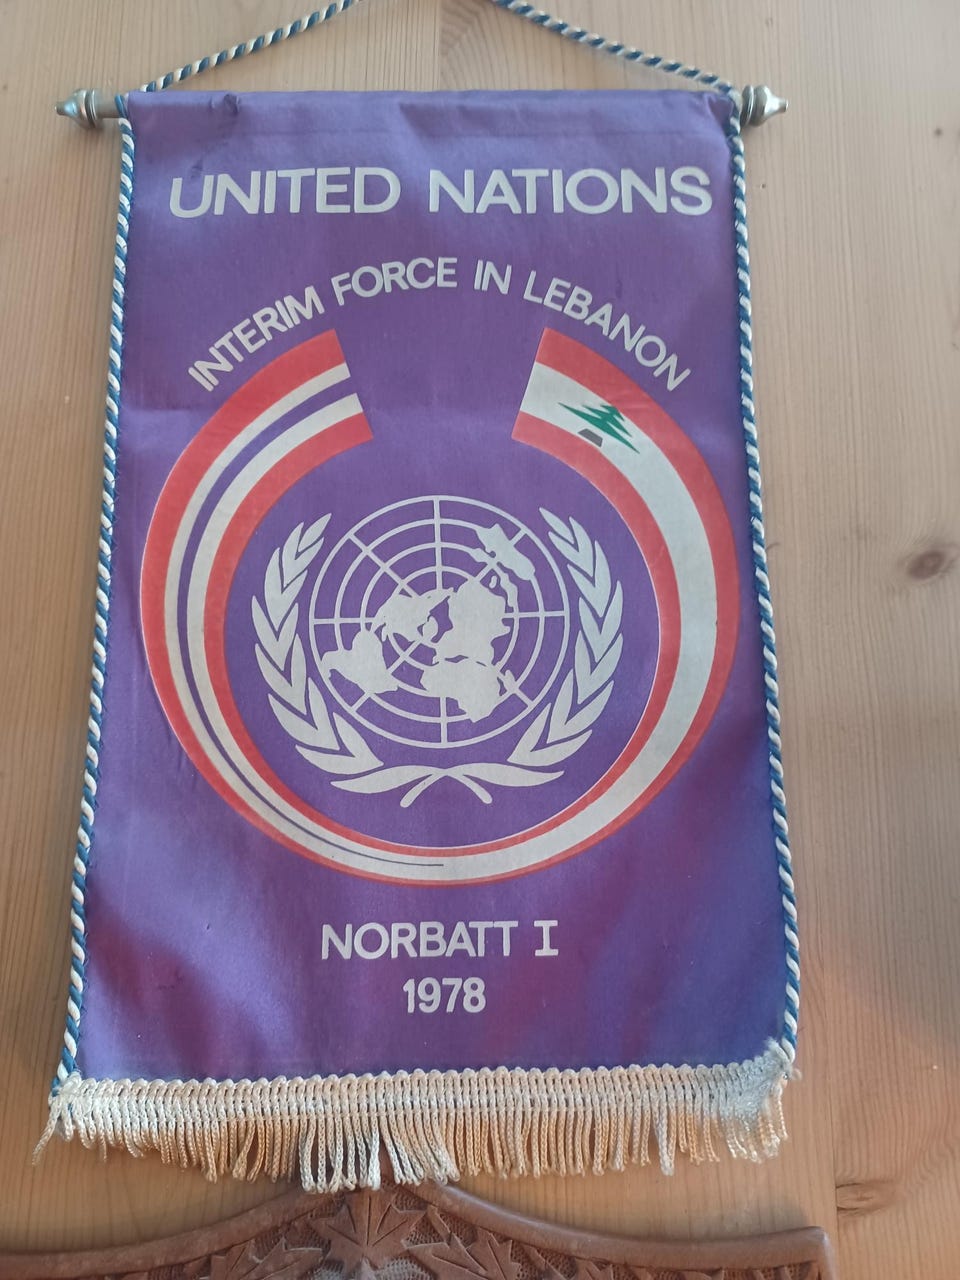 UNITED NATIONS
INTERIM FORCE IN LEBANON
NORBATT I
1978